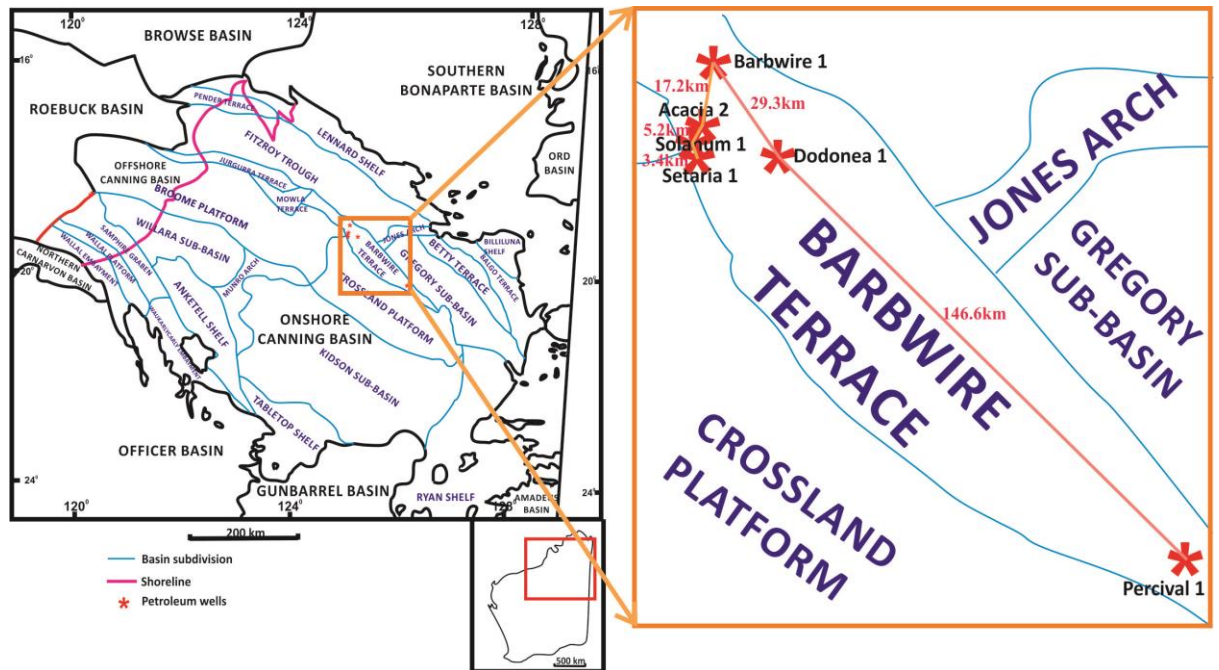 120°
124°
128°
BROWSE BASIN
16°
SOUTHERN
BONAPARTE BASIN
16°
ROEBUCK BASIN
PENDER TERRACE
LENNARD SHELF
FITZROY TROUGH
ORD
BASIN
OFFSHORE
CANNING BASIN
JURGURRA TERRACE
MOWLA
TERRACE
BROOME PLATFORM
WILLARA SUB-BASIN
SAMPHIRE GRABEN
WALLAL PLATFORM
WALLAL EMBAYMENT
NORTHERN
CARNARVON BASIN
20°
JONES ARCH
BARBWIRE
TERRACE
BETTY TERRACE
BILLILUNA
SHELF
BALGO TERRACE
GREGORY SUB-BASIN
20°
MUNRO ARCH
ANKETELL SHELF
CROSSLAND PLATFORM
ONSHORE
CANNING BASIN
KIDSON SUB-BASIN
TABLETOP SHELF
OFFICER BASIN
GUNBARREL BASIN
RYAN SHELF
AMADEUS
BASIN
24°
24°
120°
124°
128°
200 km
Basin subdivision
Shoreline
Petroleum wells
500 km
Barbwire 1
17.2km
29.3km
Acacia 2
5.2km
Solanum 1
3.4km
Setaria 1
Dodonea 1
JONES ARCH
GREGORY
SUB-BASIN
BARBWIRE
TERRACE
146.6km
CROSSLAND
PLATFORM
Percival 1